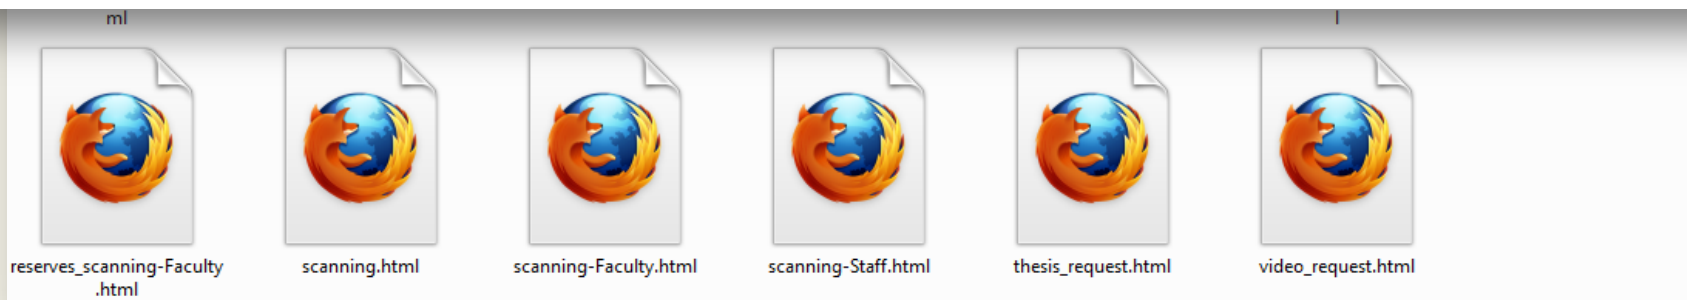 ml l
reserves_scanning-Faculty scanning.html scanning-Faculty.html scanning-Staff.html thesis_request.html video_request.html
.html